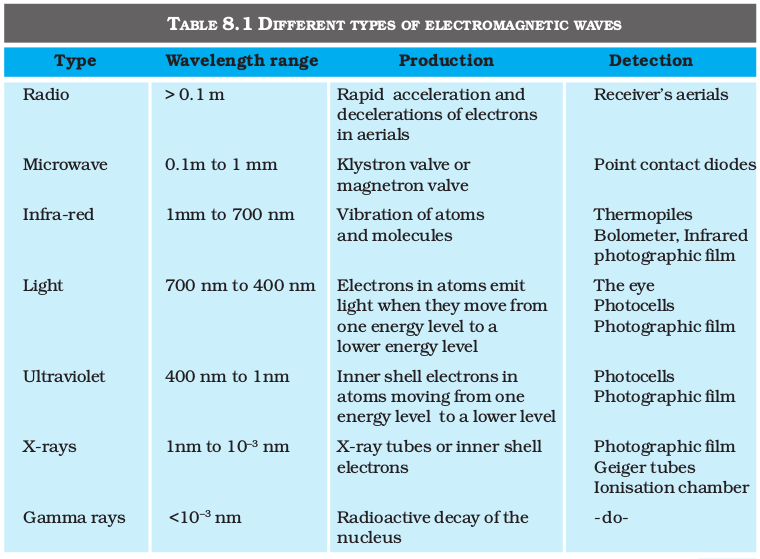 TABLE 8.1 DIFFERENT TYPES OF ELECTROMAGNETIC WAVES
Type Wavelength range Production Detection
Radio > 0.1 m Rapid acceleration and Receiver's aerials
decelerations of electrons
in aerials
Microwave 0.1m to 1 mm Klystron valve or Point contact diodes
magnetron valve
Infra-red 1mm to 700 nm Vibration of atoms Thermopiles
and molecules Bolometer, Infrared
photographic film
Light 700 nm to 400 nm Electrons in atoms emit The eye
light when they move from Photocells
one energy level to a Photographic film
lower energy level
Ultraviolet 400 nm to 1nm Inner shell electrons in Photocells
atoms moving from one Photographic film
energy level to a lower level
X-rays 1nm to 10⁻³ nm X-ray tubes or inner shell Photographic film
electrons Geiger tubes
Ionisation chamber
Gamma rays <10⁻³ nm Radioactive decay of the -do-
nucleus